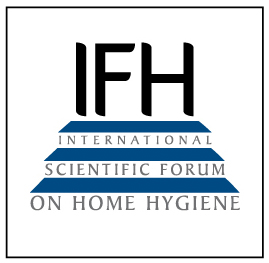 IFH
INTERNATIONAL
SCIENTIFIC FORUM
ON HOME HYGIENE